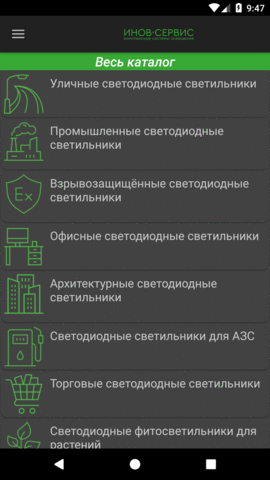 9:47
ИНОВ-СЕРВИС
Весь каталог
Уличные светодиодные светильники
Промышленные светодиодные
светильники
Ex
Взрывозащищённые светодиодные
светильники
Офисные светодиодные светильники
Архитектурные светодиодные
светильники
Светодиодные светильники для АЗС
Торговые светодиодные светильники
Светодиодные фитосветильники для
растений